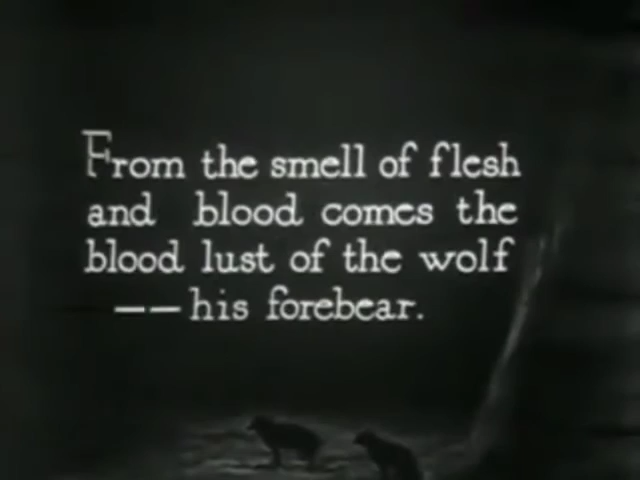 From the smell of flesh
and blood comes the
blood lust of the wolf
-- his forebear.